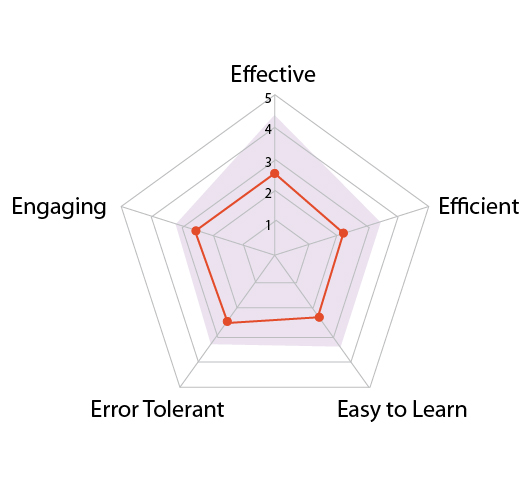 Effective
5
4
3
2
1
Engaging
Efficient
Error Tolerant
Easy to Learn